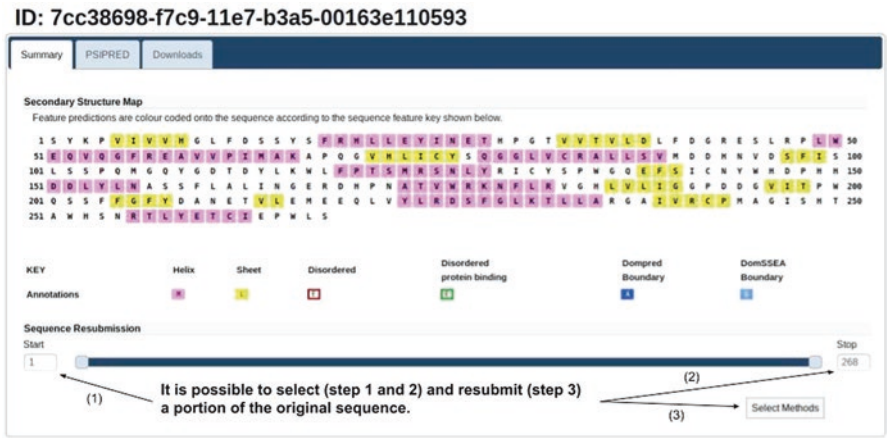 ID: 7cc38698-f7c9-11e7-b3a5-00163e110593
Summary PSIPRED Downloads
Secondary Structure Map
Feature predictions are colour coded onto the sequence according to the sequence feature key shown below.
1 S Y K P V I V V H G L F D S S Y S F R H L L E Y I N E T H P G T V V T V L D L F D G R E S L R P L W 50
51 E Q V Q G F R E A V V P I M A K A P Q G V H L I C Y S Q G G L V C R A L L S V M D D H N V D S F I S 100
101 L S S P Q M G Q Y G D T D Y L K W L F P T S M R S N L Y R I C Y S P W G Q E F S I C N Y W H D P H H 150
151 D D L Y L N A S S F L A L I N G E R D H P N A T V W R K N F L R V G H L V L I G G P D D G V I T P W 200
201 Q S S F F G F Y D A N E T V L E M E E Q L V Y L R D S F G L K T L L A R G A I V R C P M A G I S H T 250
251 A W H S N R T L Y E T C I E P W L S
KEY Helix Sheet Disordered Disordered protein binding Dompred Boundary DomSSEA Boundary
Annotations
Sequence Resubmission
Start Stop
1 268
(1) It is possible to select (step 1 and 2) and resubmit (step 3) (2)
a portion of the original sequence. (3) Select Methods